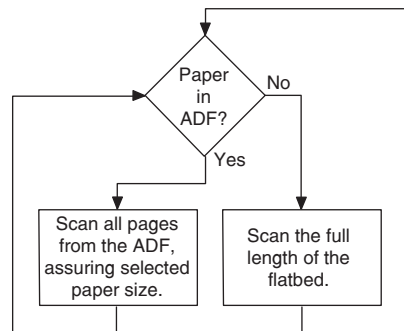 Paper
in
ADF?
No
Yes
Scan all pages
from the ADF,
assuring selected
paper size.
Scan the full
length of the
flatbed.